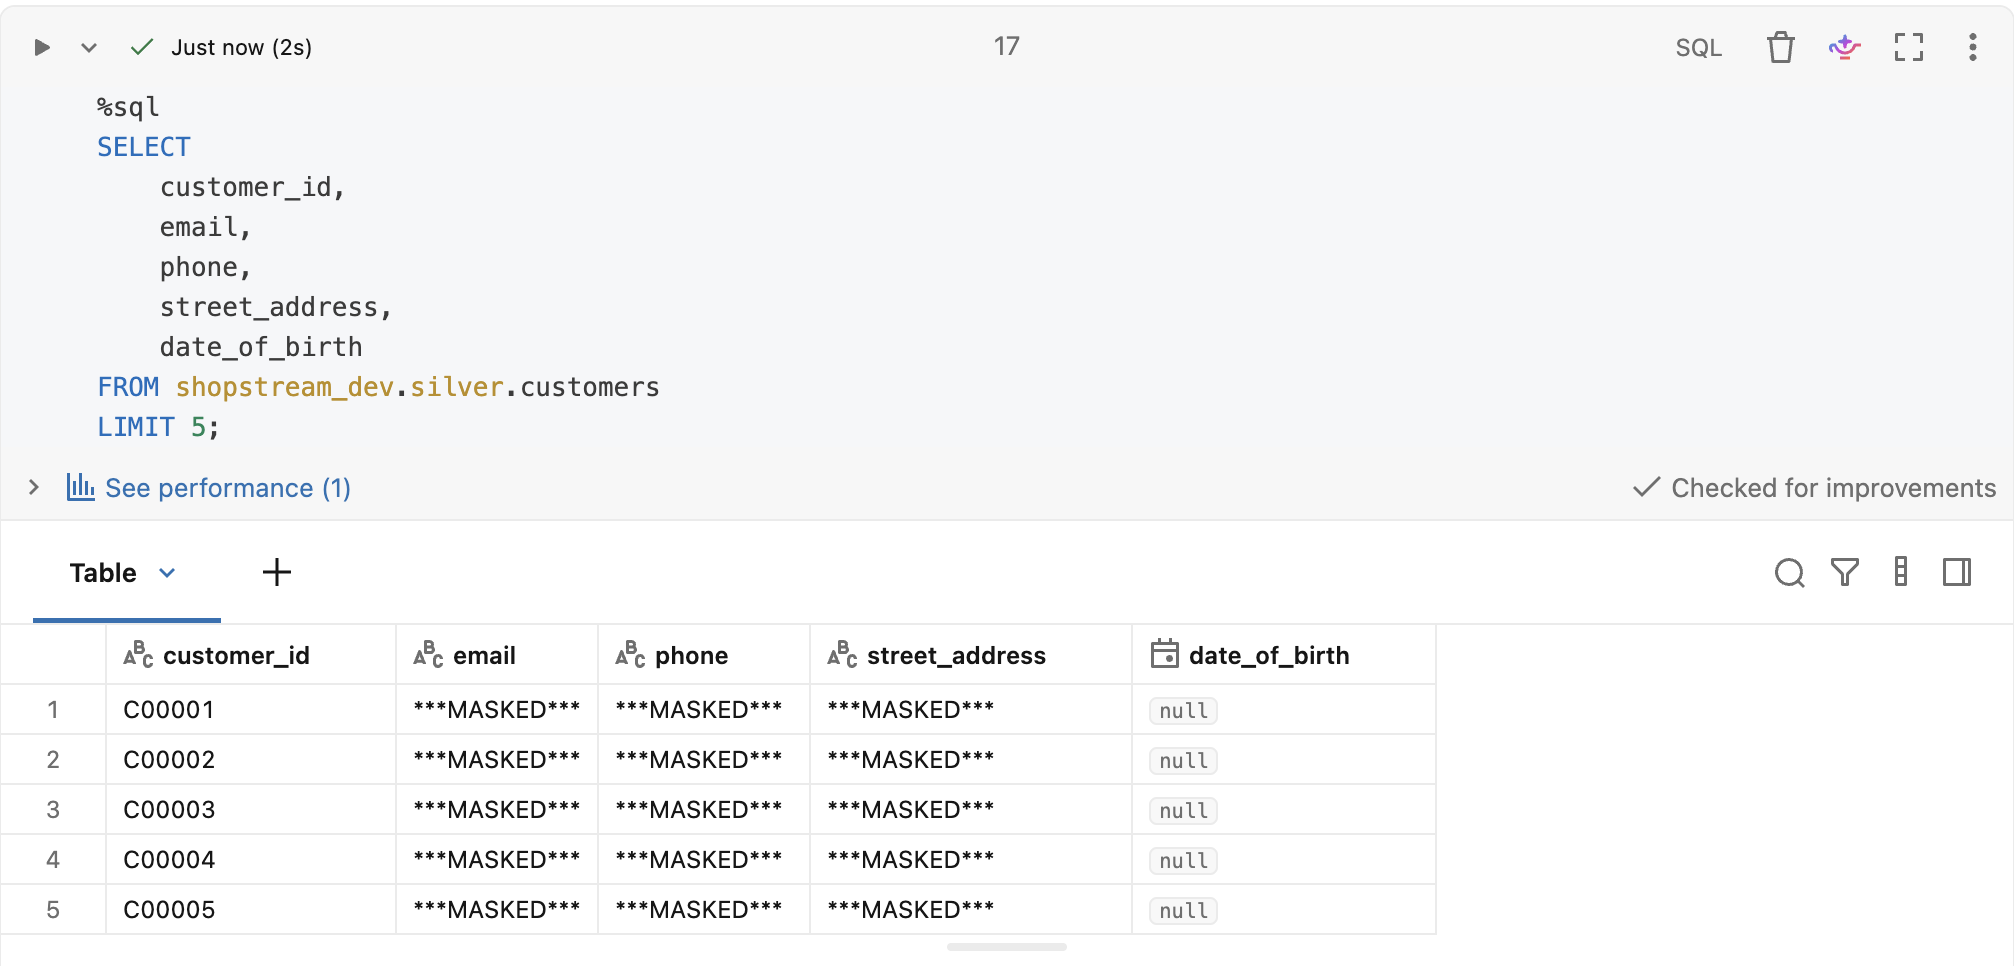 Just now (2s)
17
SQL
%sql
SELECT
customer_id,
email,
phone,
street_address,
date_of_birth
FROM shopstream_dev.silver.customers
LIMIT 5;
See performance (1)
Checked for improvements
Table
customer_id email phone street_address date_of_birth
1 C00001 ***MASKED*** ***MASKED*** ***MASKED*** null
2 C00002 ***MASKED*** ***MASKED*** ***MASKED*** null
3 C00003 ***MASKED*** ***MASKED*** ***MASKED*** null
4 C00004 ***MASKED*** ***MASKED*** ***MASKED*** null
5 C00005 ***MASKED*** ***MASKED*** ***MASKED*** null